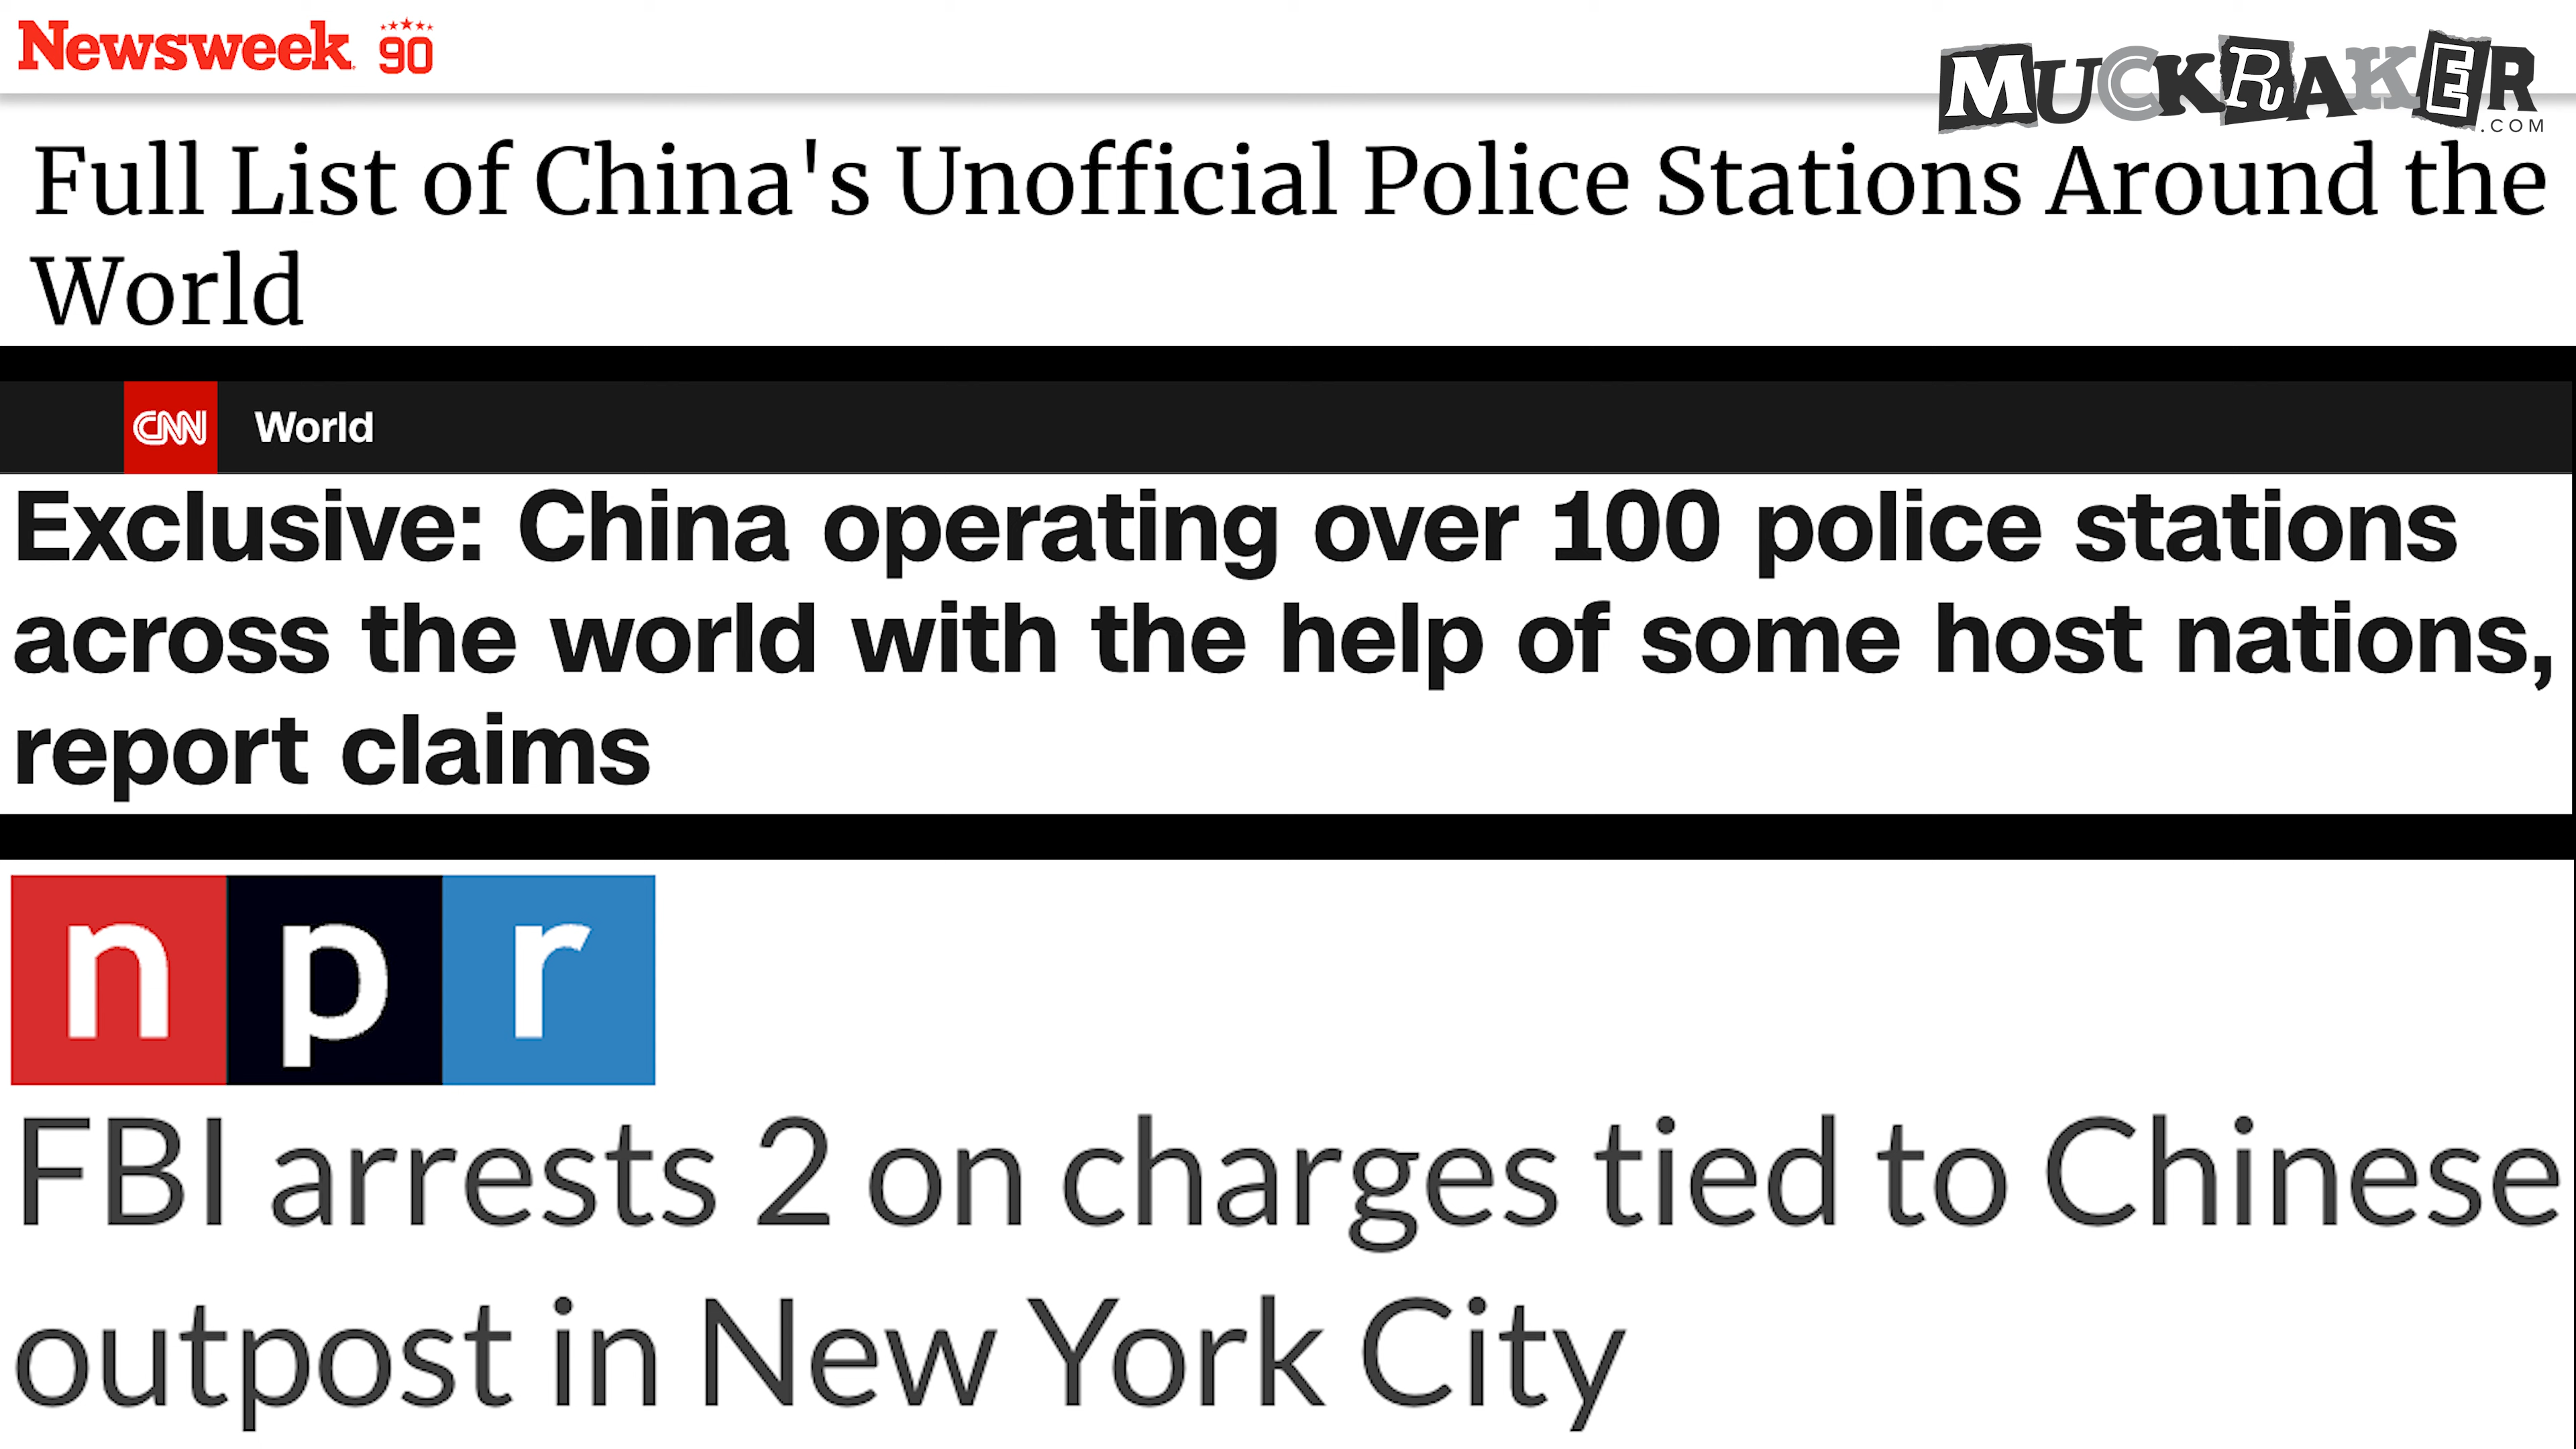 Newsweek 90
MUCKRAKER
.COM
Full List of China's Unofficial Police Stations Around the
World
CNN World
Exclusive: China operating over 100 police stations
across the world with the help of some host nations,
report claims
npr
FBI arrests 2 on charges tied to Chinese
outpost in New York City